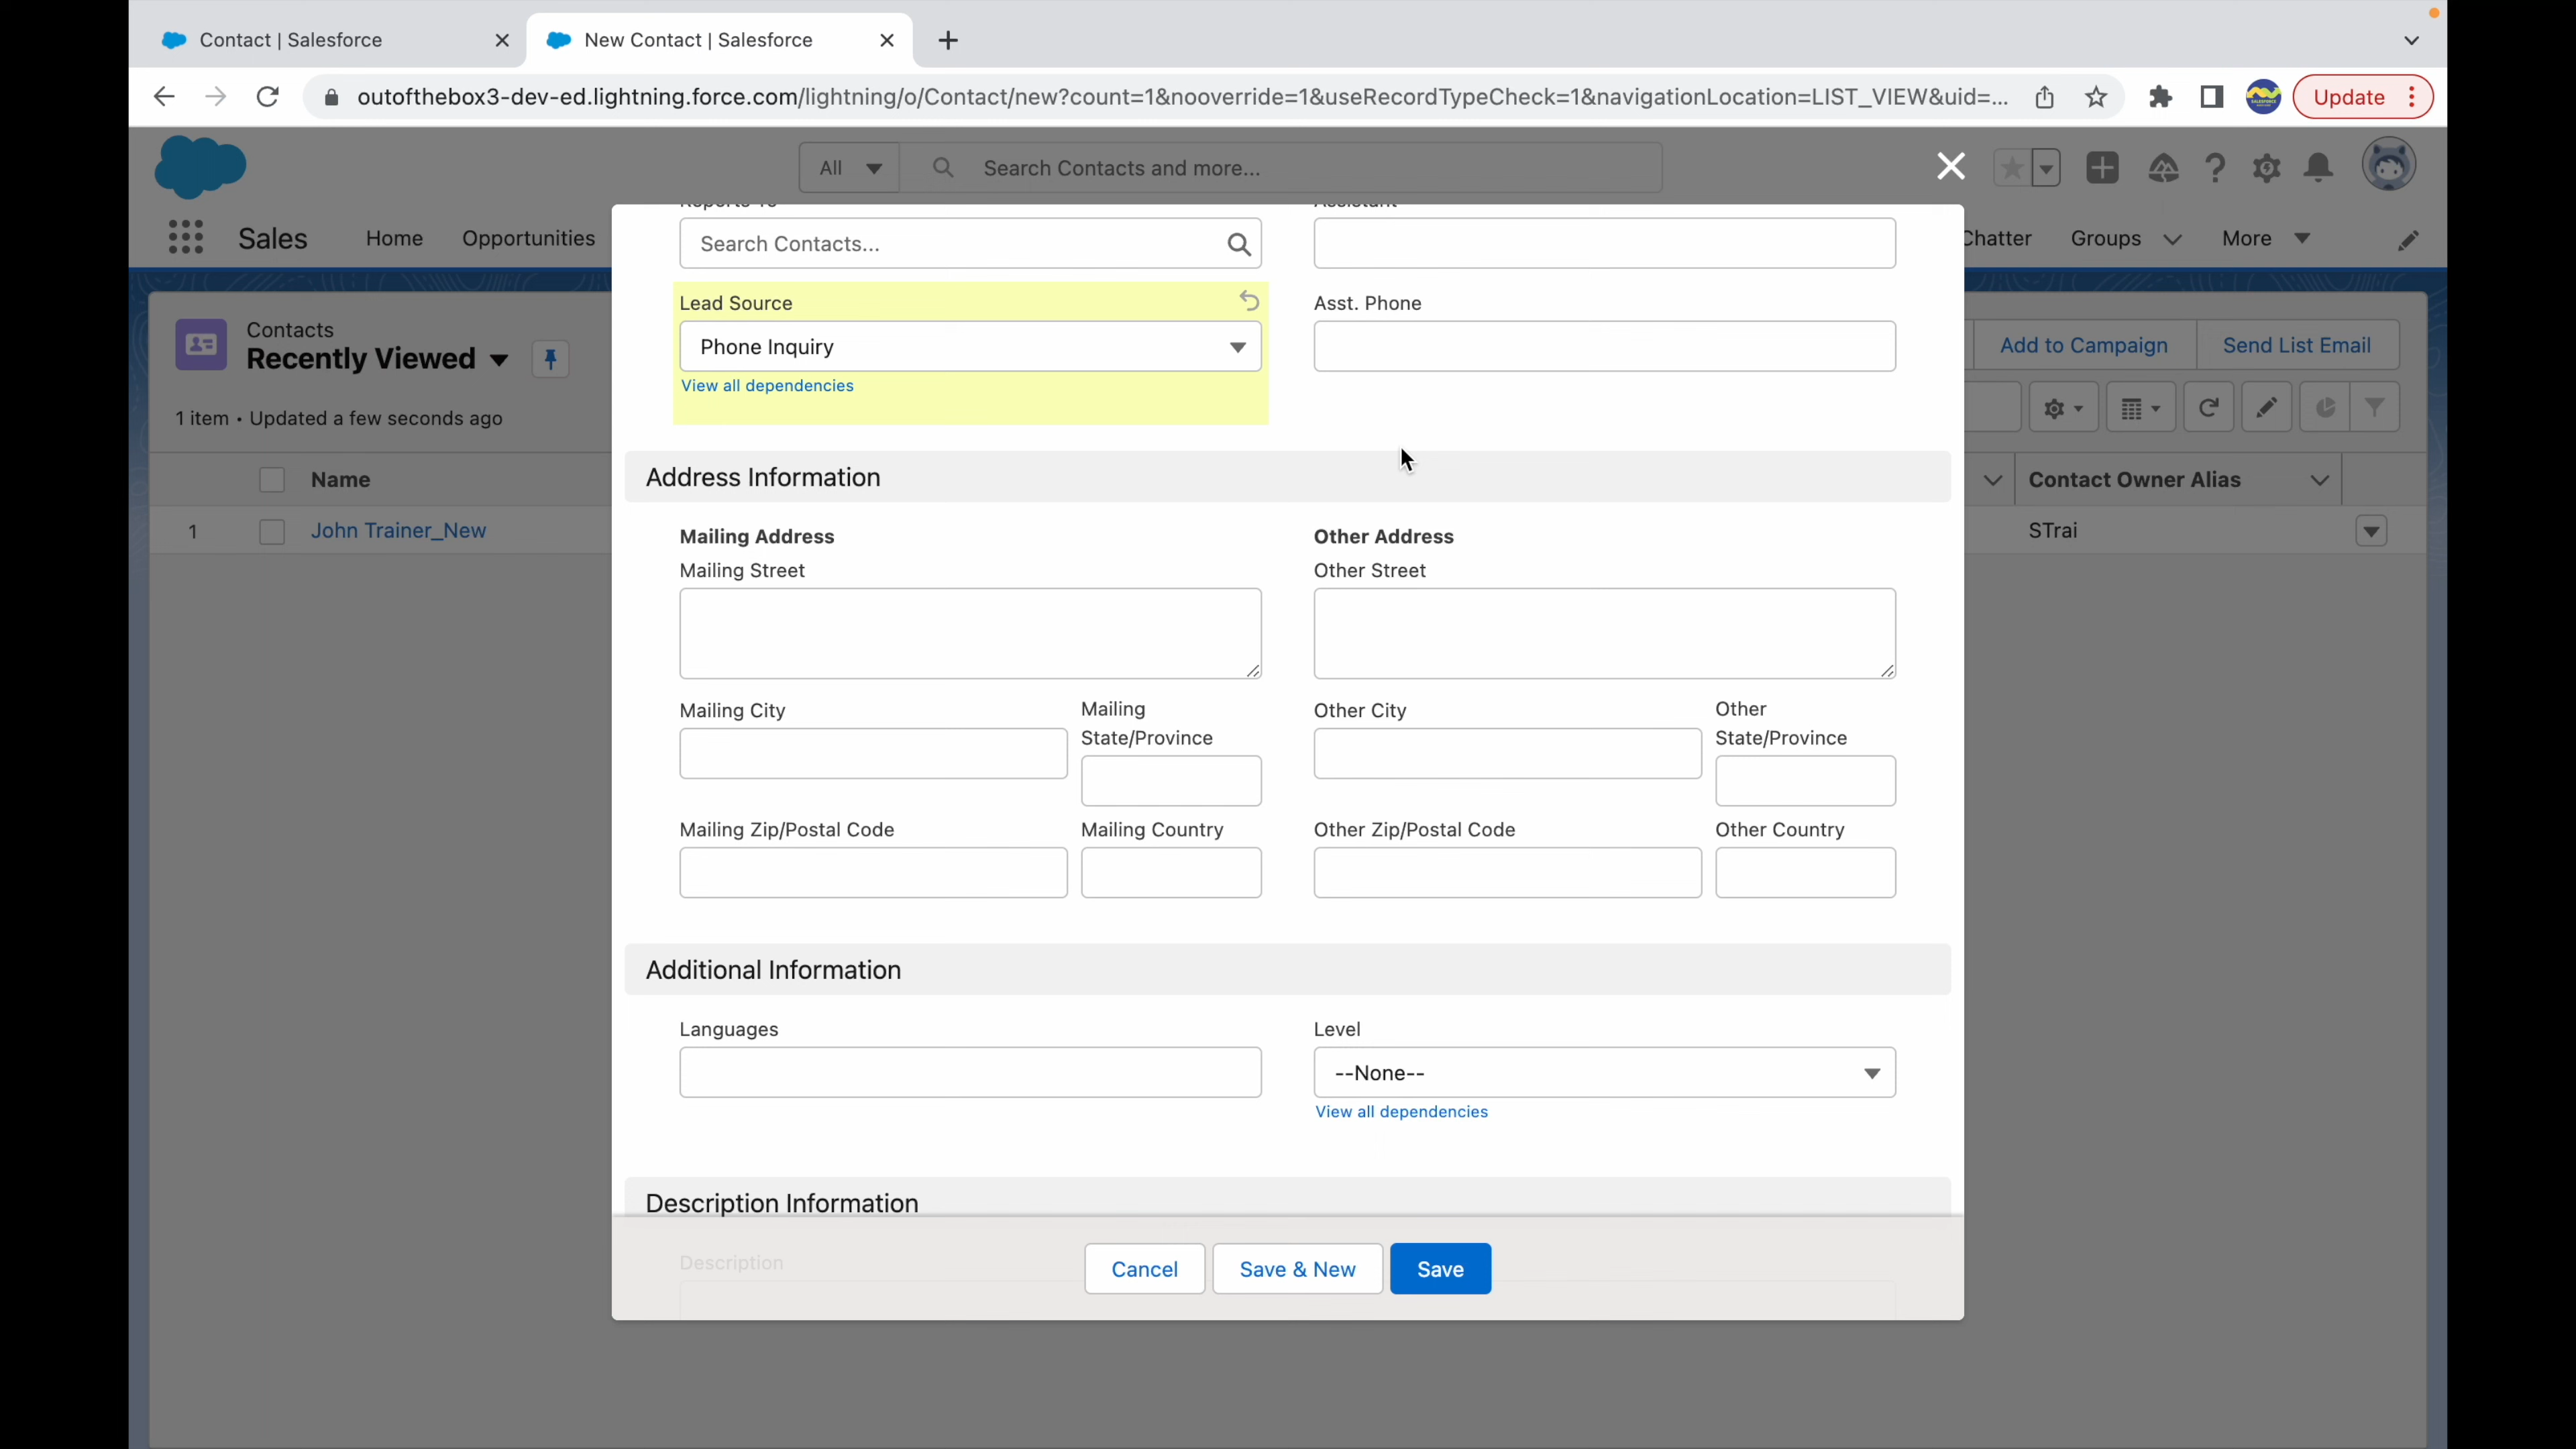 Contact | Salesforce
New Contact | Salesforce
outofthebox3-dev-ed.lightning.force.com/lightning/o/Contact/new?count=1&nooverride=1&useRecordTypeCheck=1&navigationLocation=LIST_VIEW&uid=...
Update
All
Search Contacts and more...
Sales
Home
Opportunities
Chatter
Groups
More
Reports To
Assistant
Search Contacts...
Lead Source
Asst. Phone
Phone Inquiry
View all dependencies
Contacts
Recently Viewed
1 item • Updated a few seconds ago
Add to Campaign
Send List Email
Name
Contact Owner Alias
1
John Trainer_New
STrai
Address Information
Mailing Address
Other Address
Mailing Street
Other Street
Mailing City
Mailing
State/Province
Other City
Other
State/Province
Mailing Zip/Postal Code
Mailing Country
Other Zip/Postal Code
Other Country
Additional Information
Languages
Level
--None--
View all dependencies
Description Information
Description
Cancel
Save & New
Save